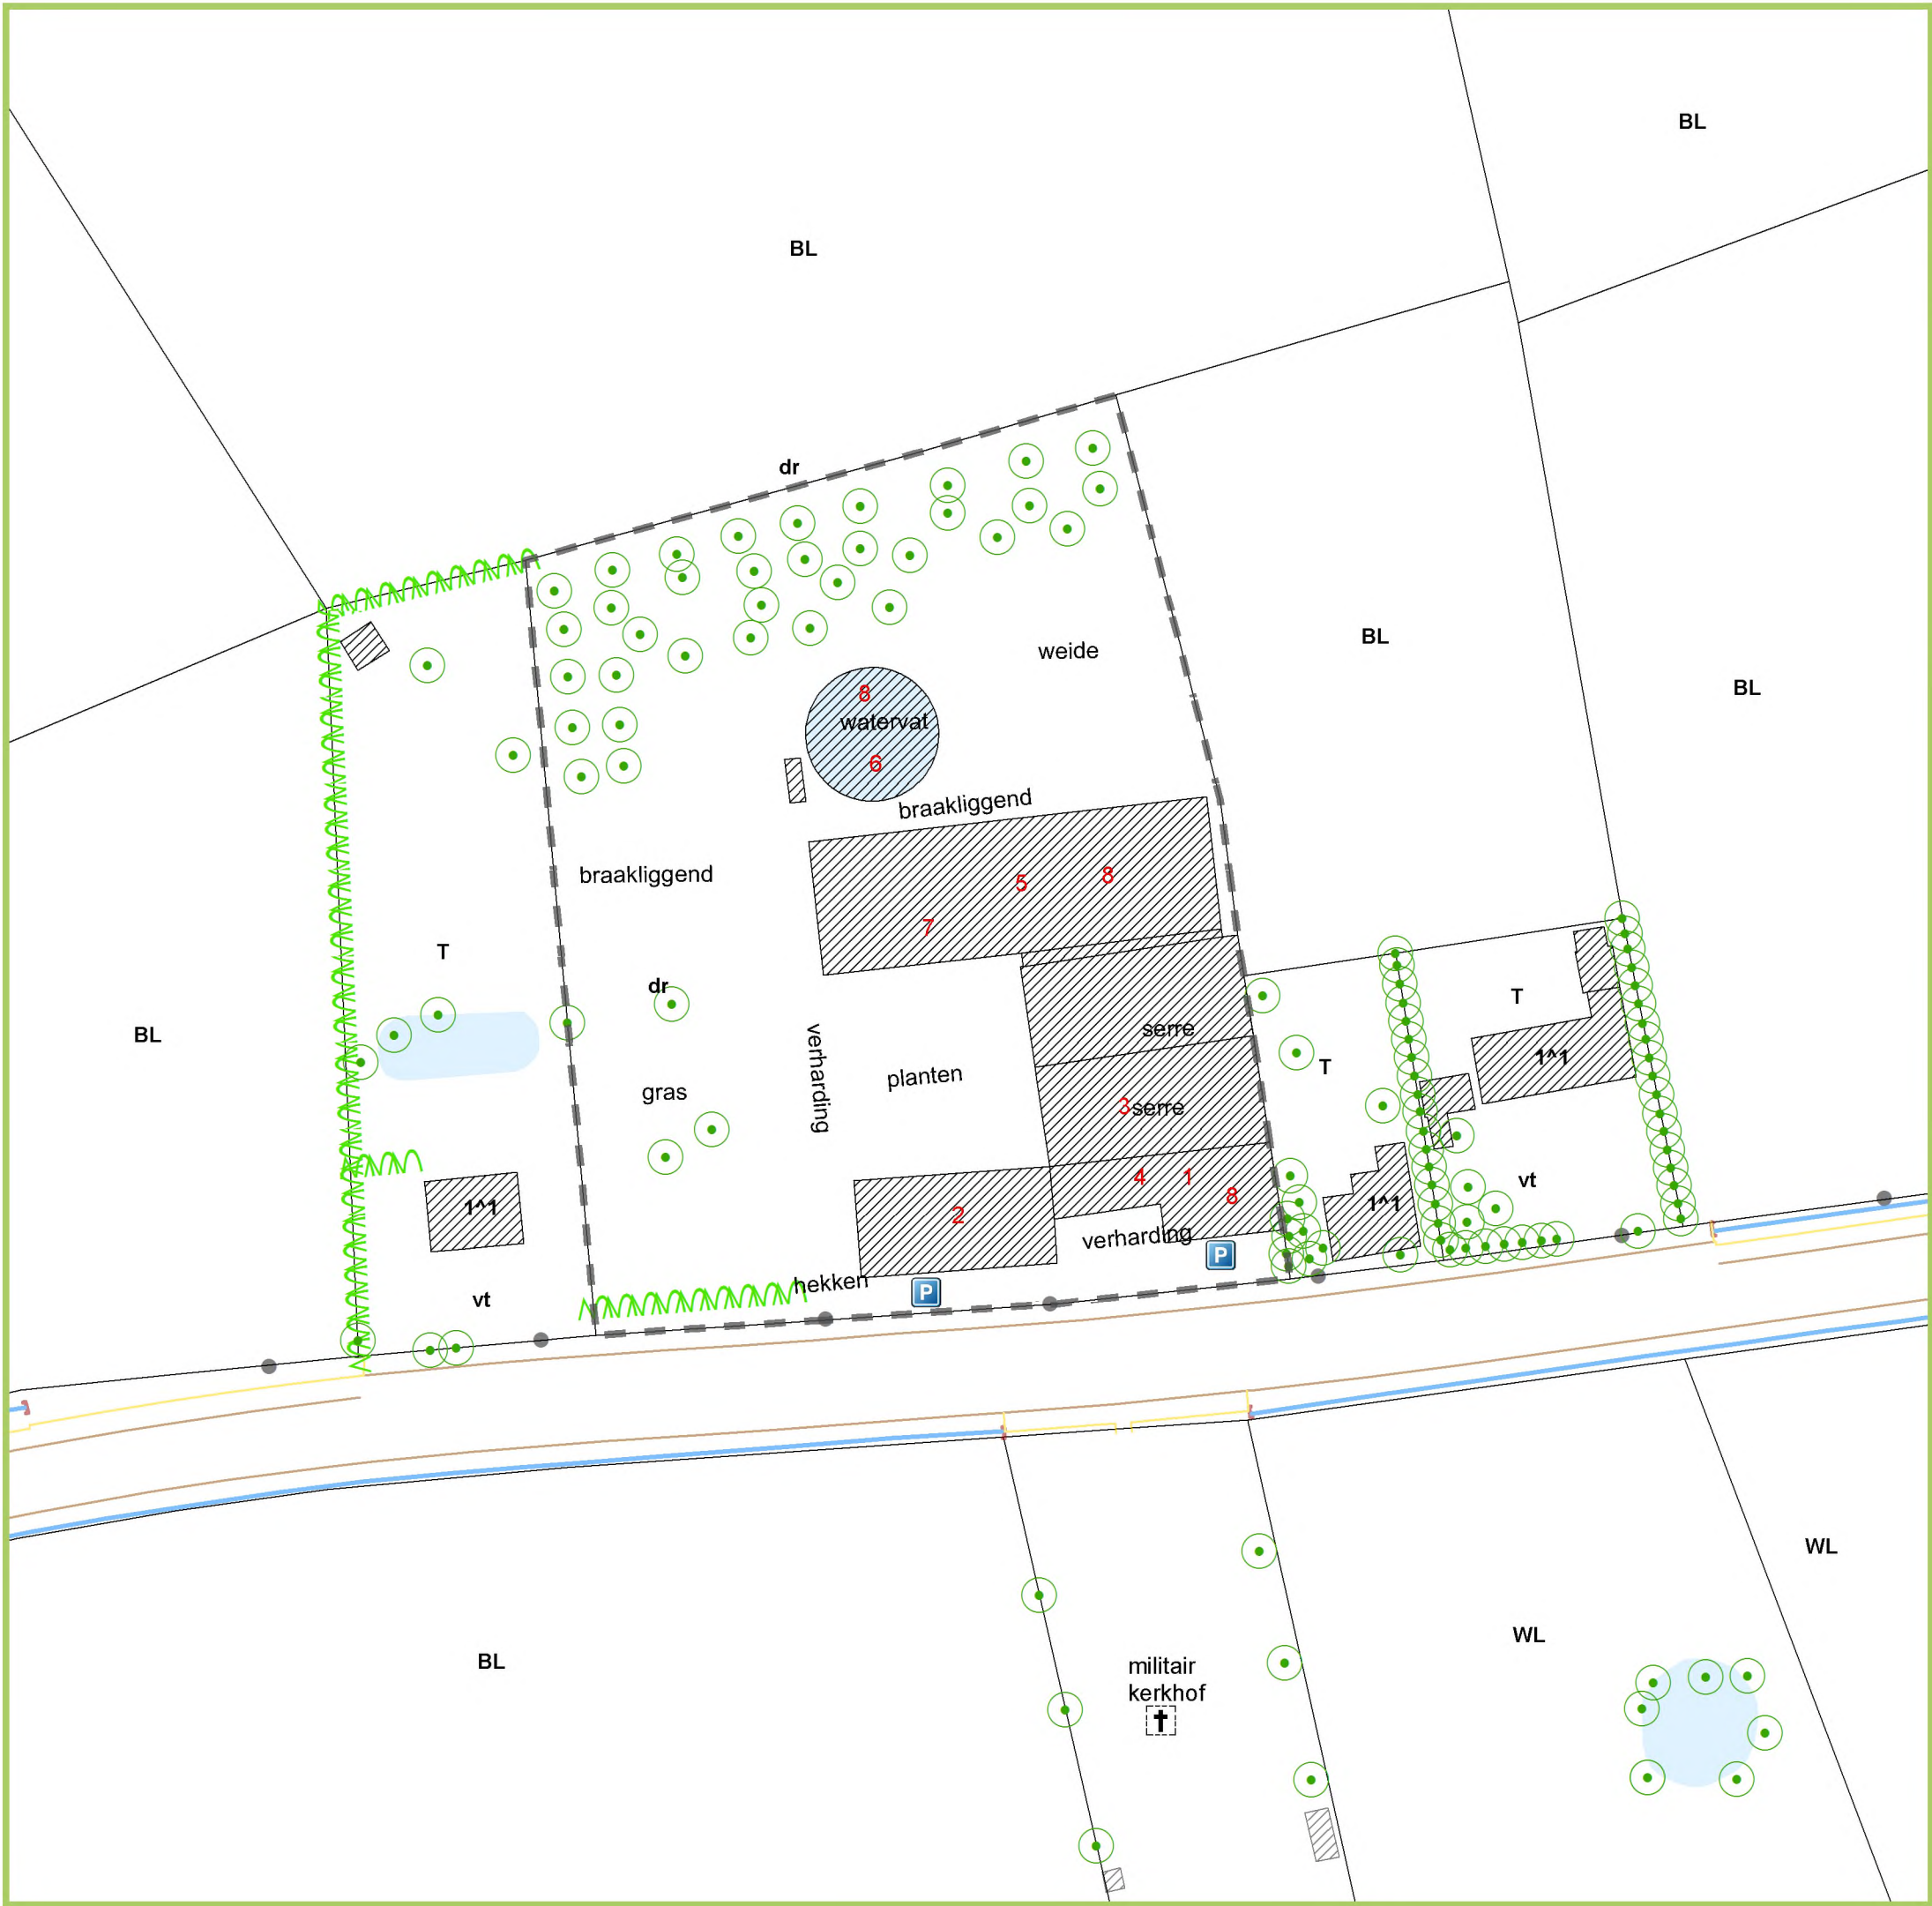 BL
BL
dr
BL
weide
BL
8
watervat
6
braakliggend
braakliggend
5
8
7
T
dr
T
BL
serre
verharding
planten
T
1^1
gras
3
serre
4
1
8
vt
1^1
2
1^1
verharding
P
hekken
P
vt
WL
WL
BL
militair
kerkhof